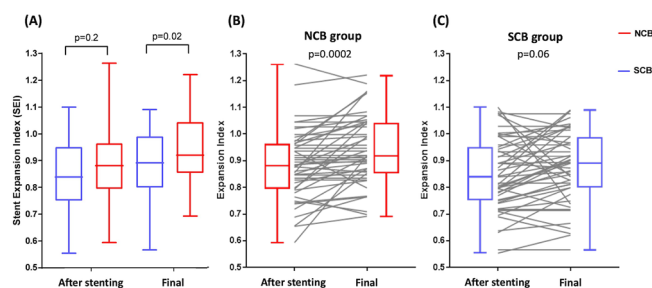 (A)
p=0.2
p=0.02
Stent Expansion Index (SEI)
1.3
1.2
1.1
1.0
0.9
0.8
0.7
0.6
0.5
After stenting
Final
(B)
NCB group
p=0.0002
Expansion Index
1.3
1.2
1.1
1.0
0.9
0.8
0.7
0.6
0.5
After stenting
Final
(C)
SCB group
p=0.06
Expansion Index
1.3
1.2
1.1
1.0
0.9
0.8
0.7
0.6
0.5
After stenting
Final
NCB
SCB